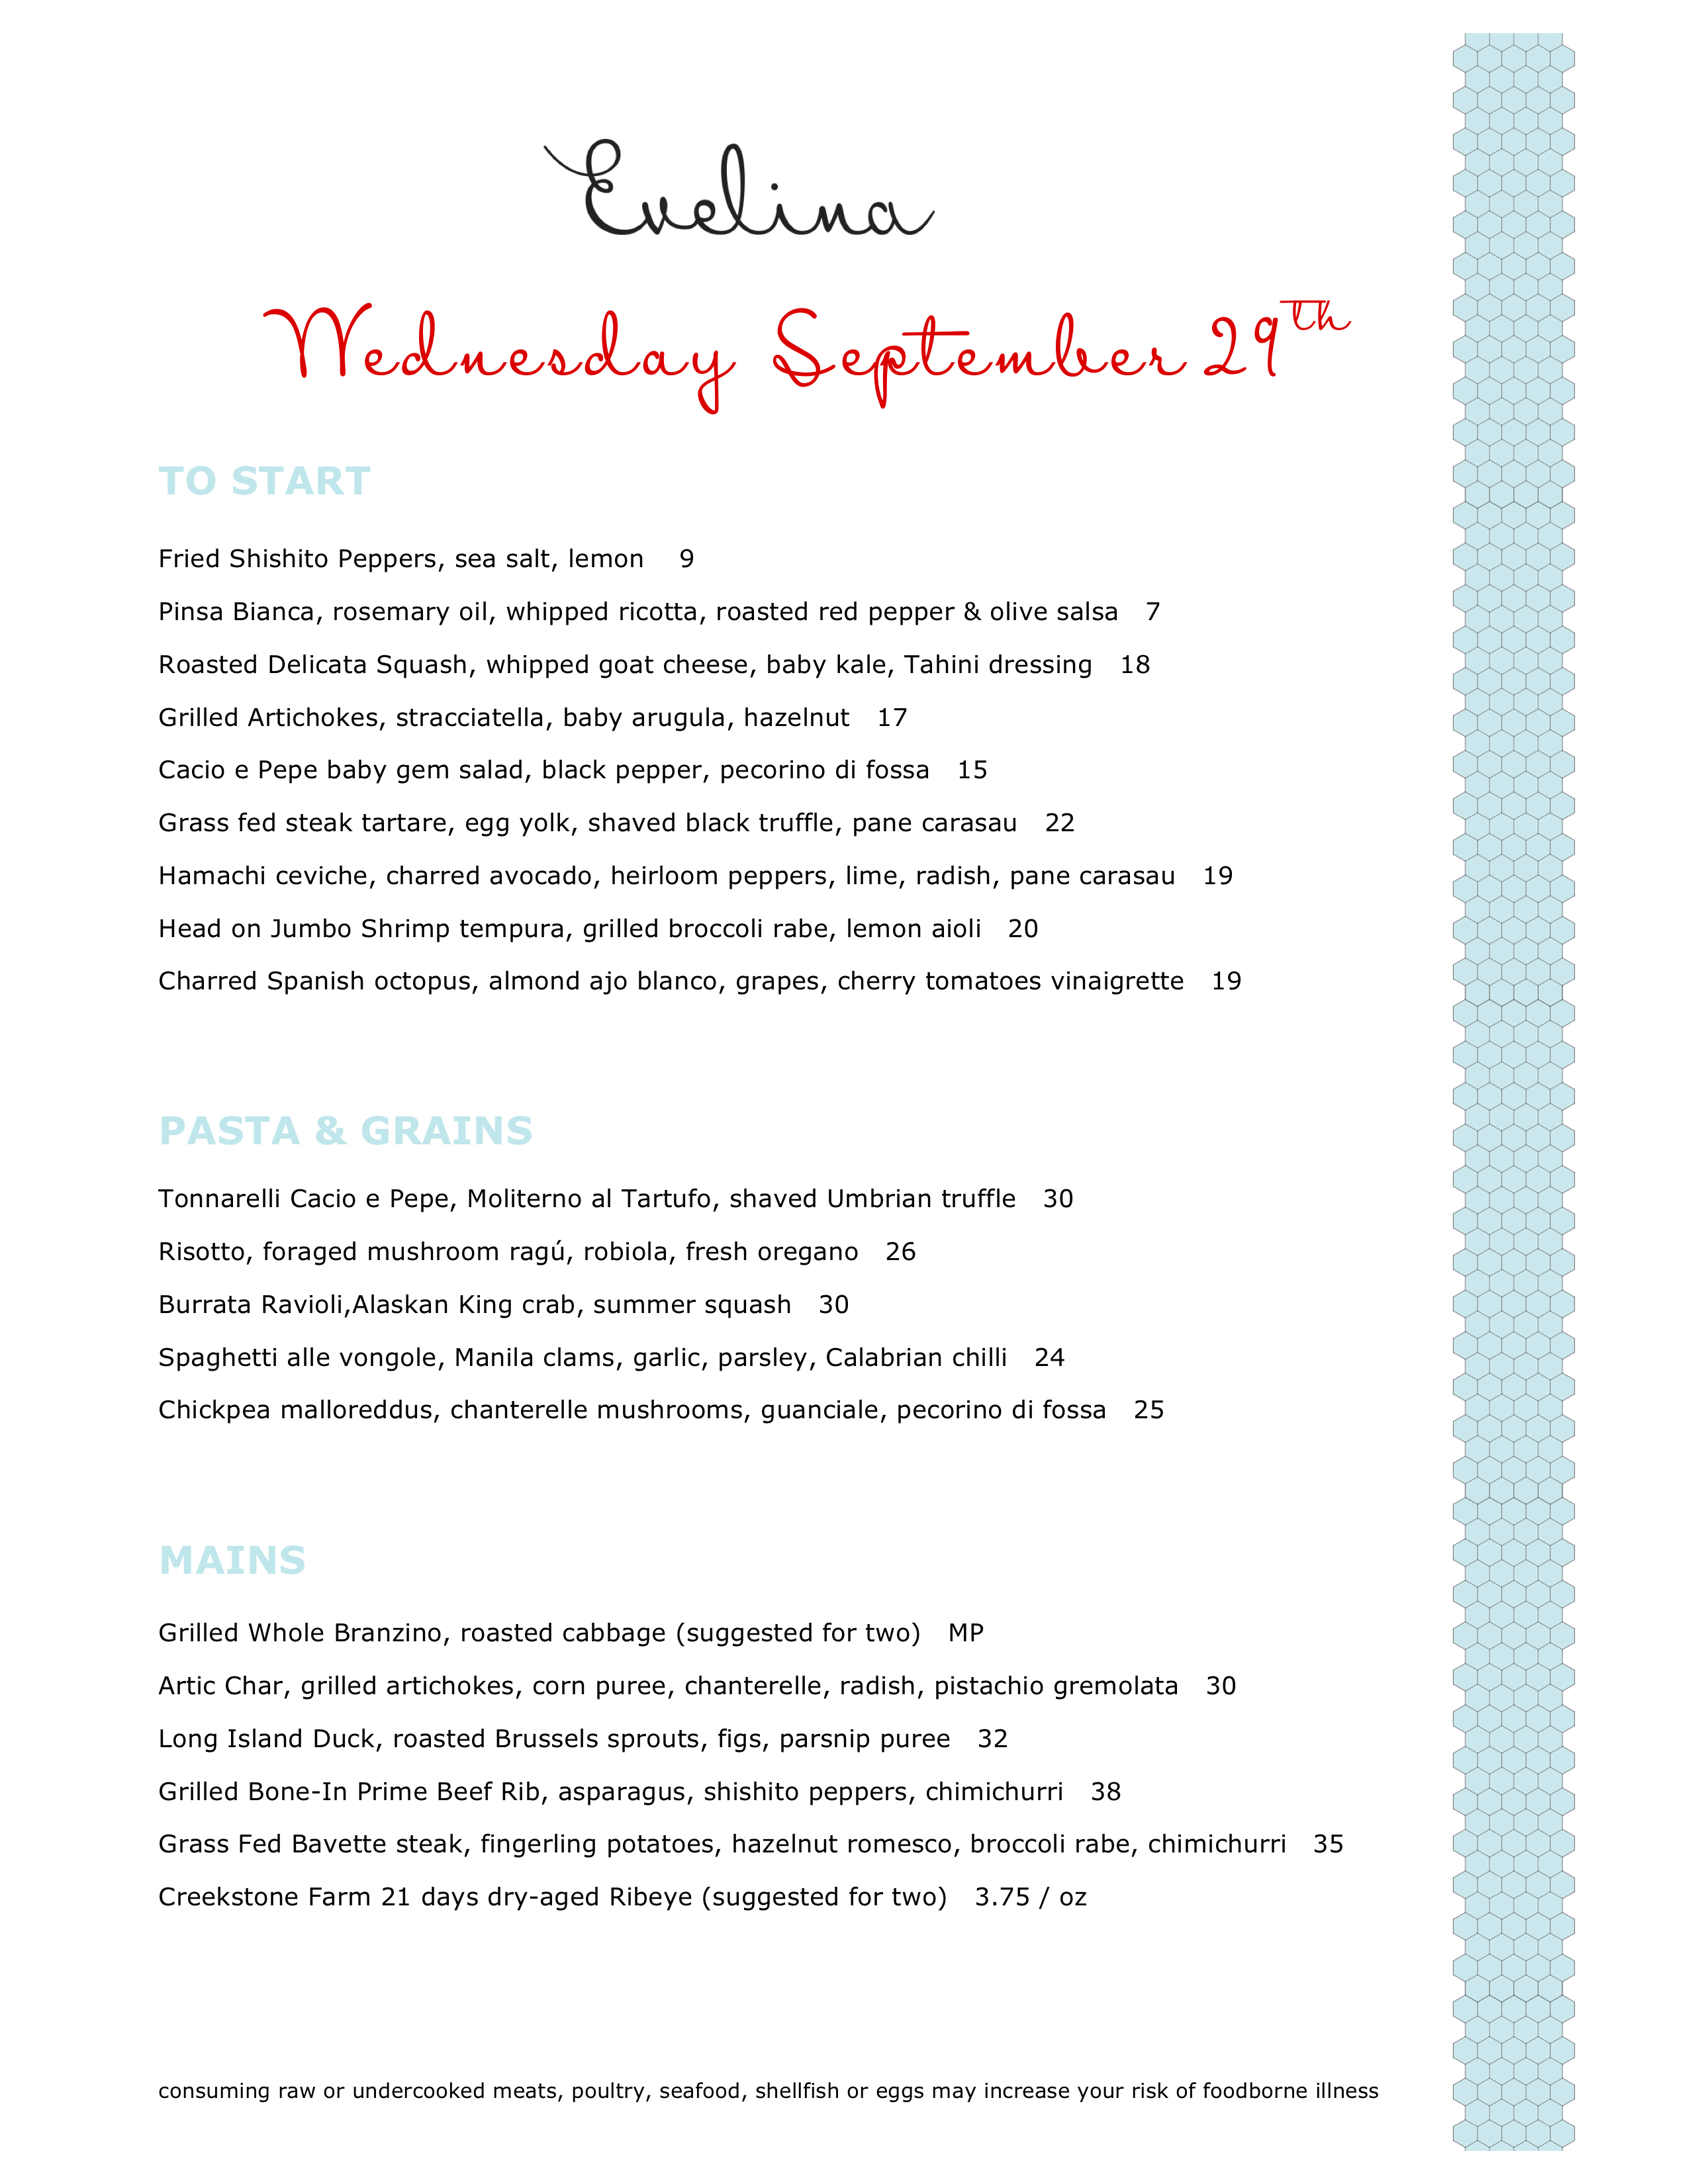 Evelina
Wednesday September 29th
TO START
Fried Shishito Peppers, sea salt, lemon 9
Pinsa Bianca, rosemary oil, whipped ricotta, roasted red pepper & olive salsa 7
Roasted Delicata Squash, whipped goat cheese, baby kale, Tahini dressing 18
Grilled Artichokes, stracciatella, baby arugula, hazelnut 17
Cacio e Pepe baby gem salad, black pepper, pecorino di fossa 15
Grass fed steak tartare, egg yolk, shaved black truffle, pane carasau 22
Hamachi ceviche, charred avocado, heirloom peppers, lime, radish, pane carasau 19
Head on Jumbo Shrimp tempura, grilled broccoli rabe, lemon aioli 20
Charred Spanish octopus, almond ajo blanco, grapes, cherry tomatoes vinaigrette 19
PASTA & GRAINS
Tonnarelli Cacio e Pepe, Moliterno al Tartufo, shaved Umbrian truffle 30
Risotto, foraged mushroom ragú, robiola, fresh oregano 26
Burrata Ravioli,Alaskan King crab, summer squash 30
Spaghetti alle vongole, Manila clams, garlic, parsley, Calabrian chilli 24
Chickpea malloreddus, chanterelle mushrooms, guanciale, pecorino di fossa 25
MAINS
Grilled Whole Branzino, roasted cabbage (suggested for two) MP
Artic Char, grilled artichokes, corn puree, chanterelle, radish, pistachio gremolata 30
Long Island Duck, roasted Brussels sprouts, figs, parsnip puree 32
Grilled Bone-In Prime Beef Rib, asparagus, shishito peppers, chimichurri 38
Grass Fed Bavette steak, fingerling potatoes, hazelnut romesco, broccoli rabe, chimichurri 35
Creekstone Farm 21 days dry-aged Ribeye (suggested for two) 3.75 / oz
consuming raw or undercooked meats, poultry, seafood, shellfish or eggs may increase your risk of foodborne illness